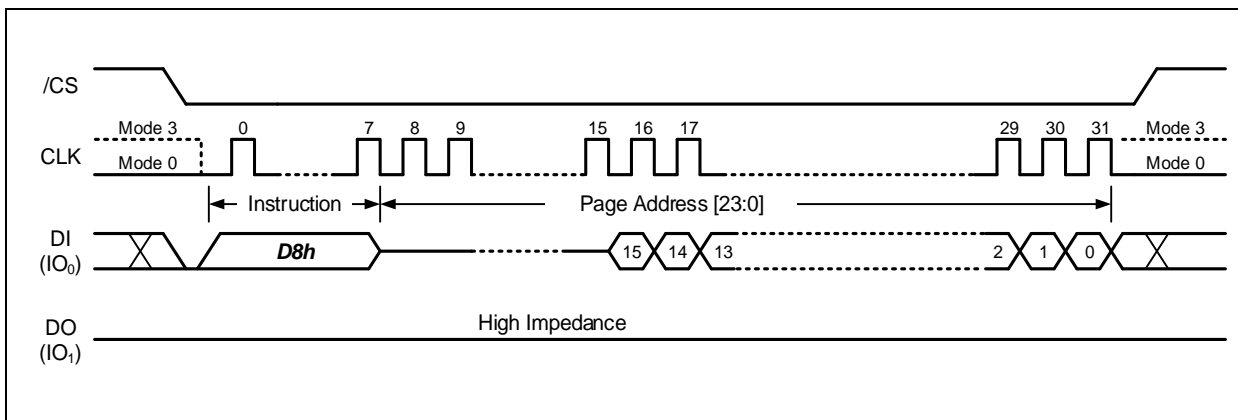 /CS
Mode 3 0 7 8 9 15 16 17 29 30 31 Mode 3
CLK
Mode 0 Mode 0
Instruction Page Address [23:0]
DI
(IO₀)
D8h 15 14 13 2 1 0
High Impedance
DO
(IO₁)